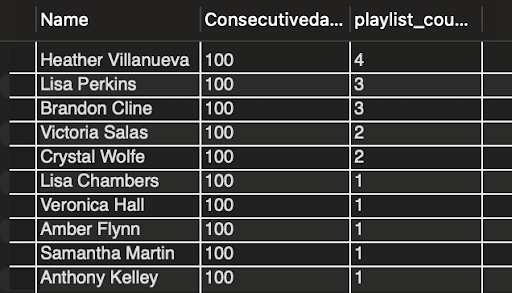 Name Consecutiveda... playlist_cou...
Heather Villanueva 100 4
Lisa Perkins 100 3
Brandon Cline 100 3
Victoria Salas 100 2
Crystal Wolfe 100 2
Lisa Chambers 100 1
Veronica Hall 100 1
Amber Flynn 100 1
Samantha Martin 100 1
Anthony Kelley 100 1